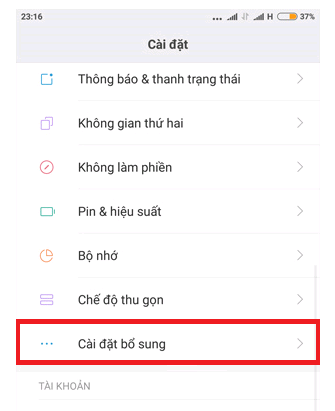 23:16 ... H 37%
Cài đặt
Thông báo & thanh trạng thái
Không gian thứ hai
Không làm phiền
Pin & hiệu suất
Bộ nhớ
Chế độ thu gọn
Cài đặt bổ sung
TÀI KHOẢN